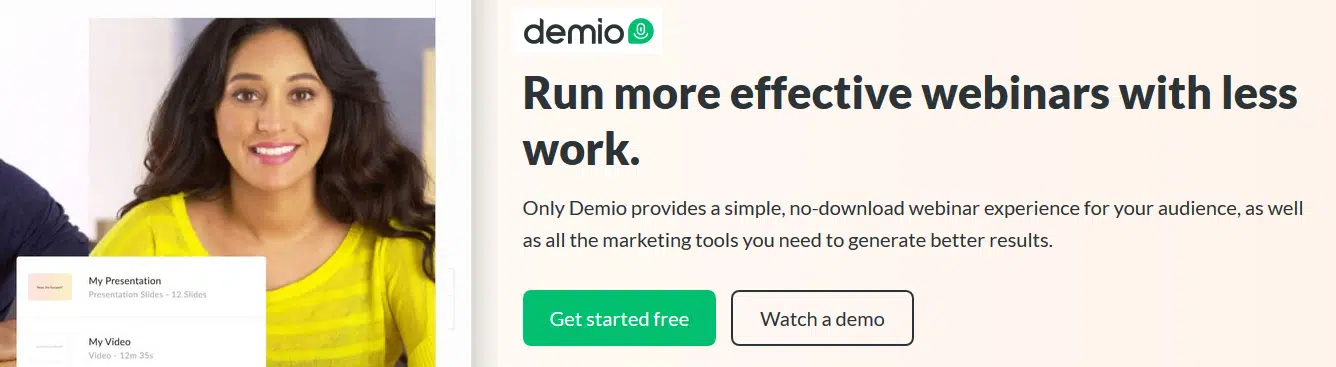 demio
Run more effective webinars with less
work.
Only Demio provides a simple, no-download webinar experience for your audience, as well
as all the marketing tools you need to generate better results.
Get started free
Watch a demo
My Presentation
Presentation Slides - 12 Slides
My Video
Video - 12m 35s